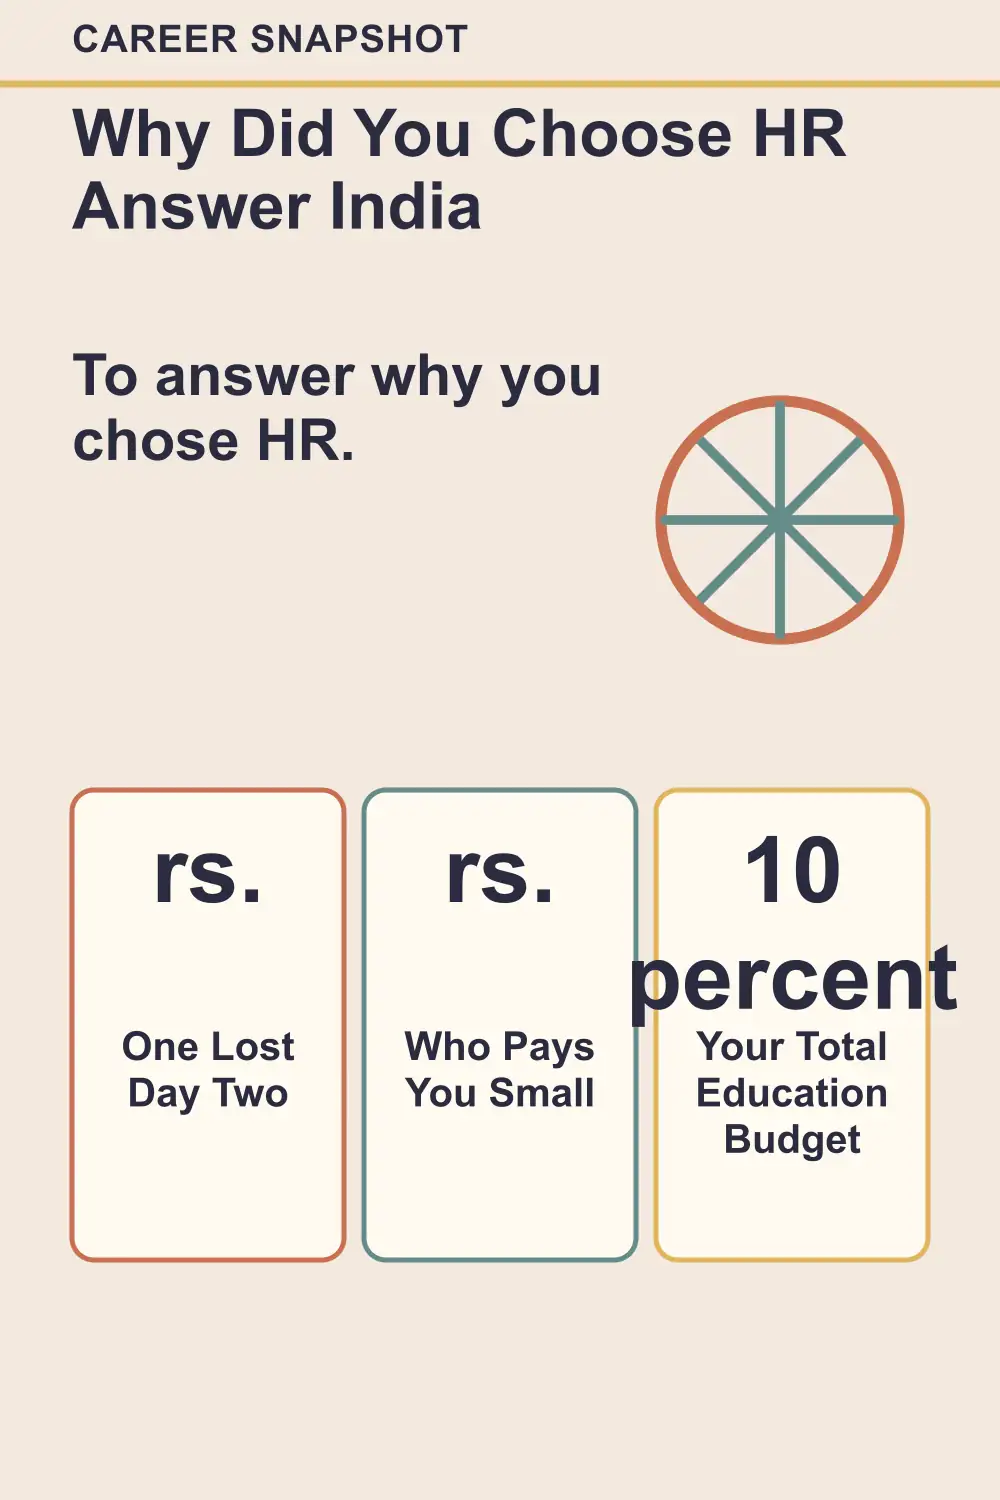 CAREER SNAPSHOT
Why Did You Choose HR
Answer India
To answer why you
chose HR.
rs.
One Lost
Day Two
rs.
Who Pays
You Small
10
percent
Your Total
Education
Budget